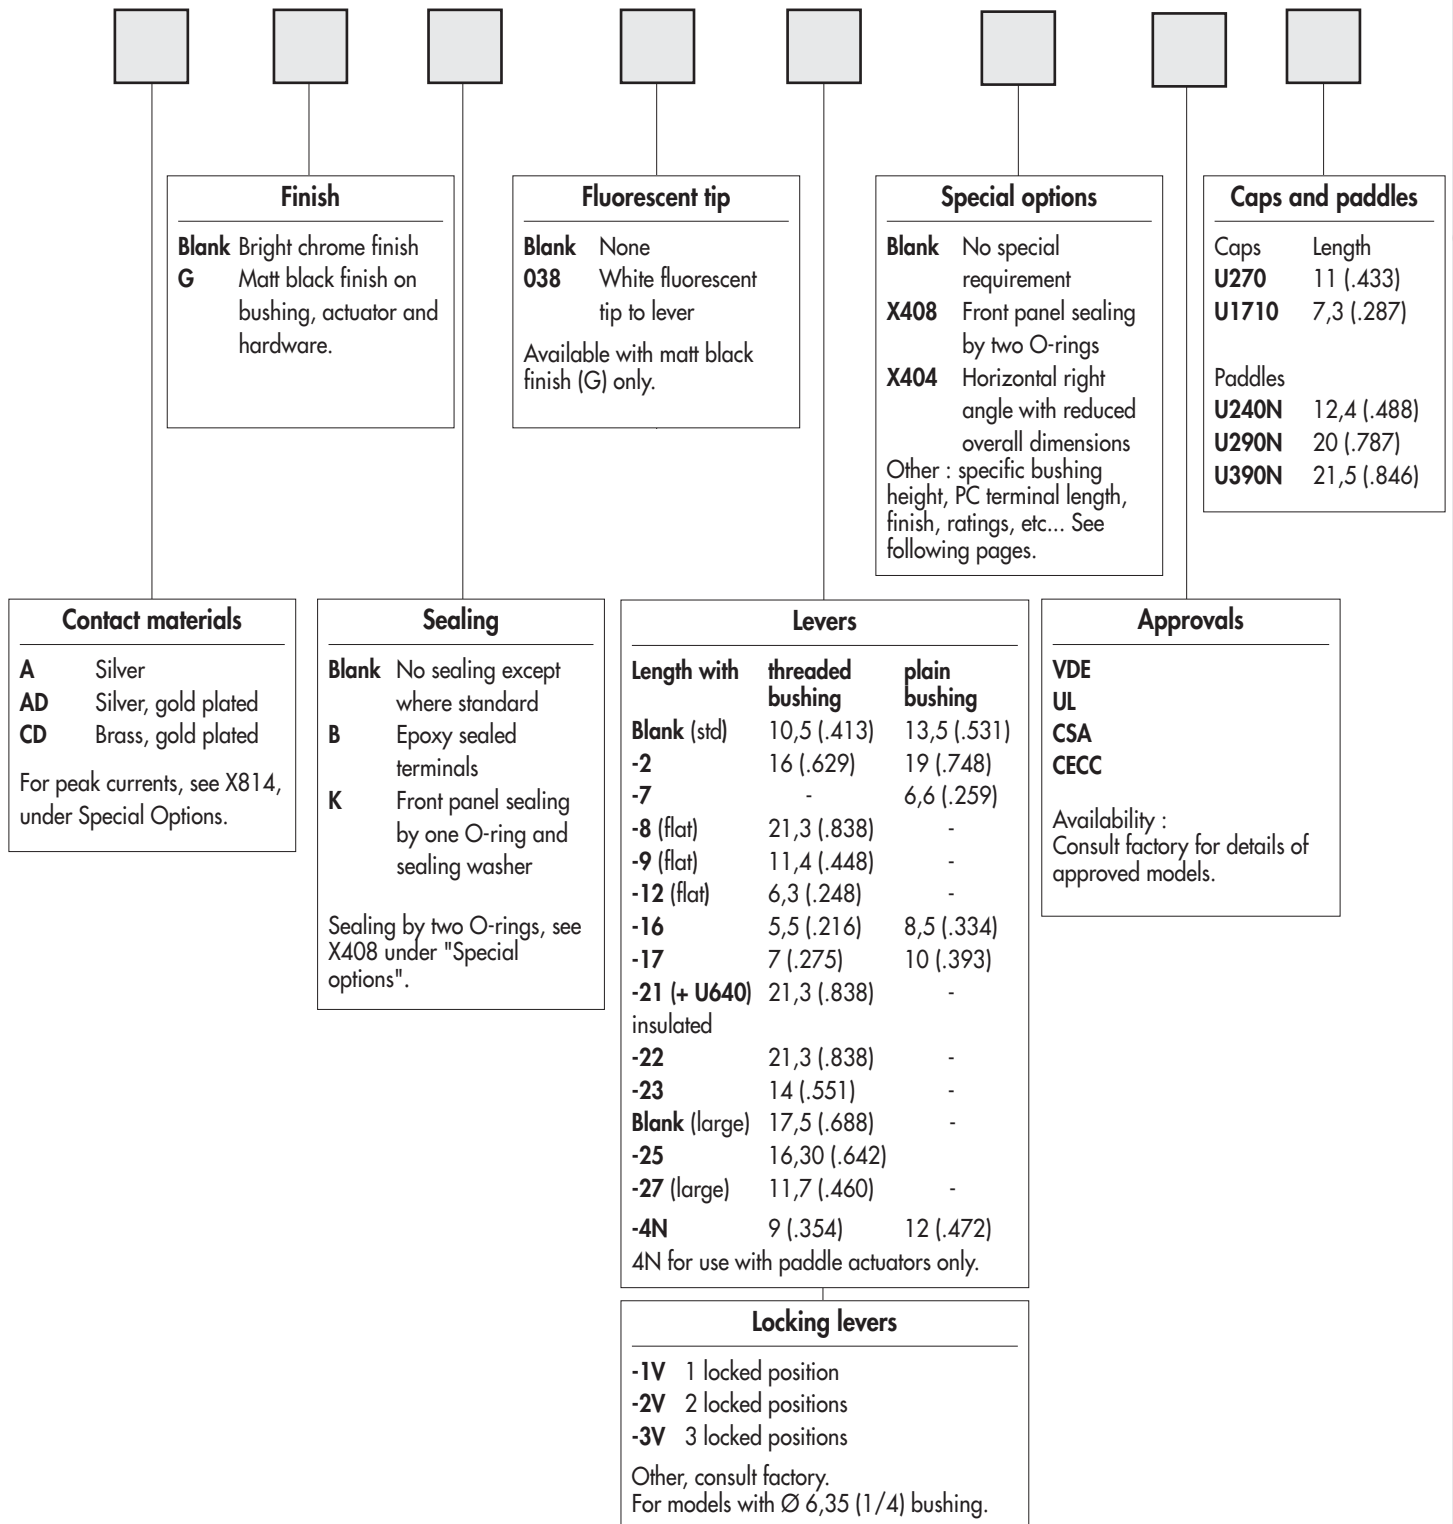 Finish
Blank Bright chrome finish
G Matt black finish on
bushing, actuator and
hardware.
Fluorescent tip
Blank None
038 White fluorescent
tip to lever
Available with matt black
finish (G) only.
Special options
Blank No special
requirement
X408 Front panel sealing
by two O-rings
X404 Horizontal right
angle with reduced
overall dimensions
Other : specific bushing
height, PC terminal length,
finish, ratings, etc... See
following pages.
Caps and paddles
Caps Length
U270 11 (.433)
U1710 7,3 (.287)
Paddles
U240N 12,4 (.488)
U290N 20 (.787)
U390N 21,5 (.846)
Contact materials
A Silver
AD Silver, gold plated
CD Brass, gold plated
For peak currents, see X814,
under Special Options.
Sealing
Blank No sealing except
where standard
B Epoxy sealed
terminals
K Front panel sealing
by one O-ring and
sealing washer
Sealing by two O-rings, see
X408 under "Special
options".
Levers
Length with threaded plain
bushing bushing
Blank (std) 10,5 (.413) 13,5 (.531)
-2 16 (.629) 19 (.748)
-7 - 6,6 (.259)
-8 (flat) 21,3 (.838) -
-9 (flat) 11,4 (.448) -
-12 (flat) 6,3 (.248) -
-16 5,5 (.216) 8,5 (.334)
-17 7 (.275) 10 (.393)
-21 (+ U640) 21,3 (.838) -
insulated
-22 21,3 (.838) -
-23 14 (.551) -
Blank (large) 17,5 (.688) -
-25 16,30 (.642)
-27 (large) 11,7 (.460) -
-4N 9 (.354) 12 (.472)
4N for use with paddle actuators only.
Approvals
VDE
UL
CSA
CECC
Availability :
Consult factory for details of
approved models.
Locking levers
-1V 1 locked position
-2V 2 locked positions
-3V 3 locked positions
Other, consult factory.
For models with Ø 6,35 (1/4) bushing.